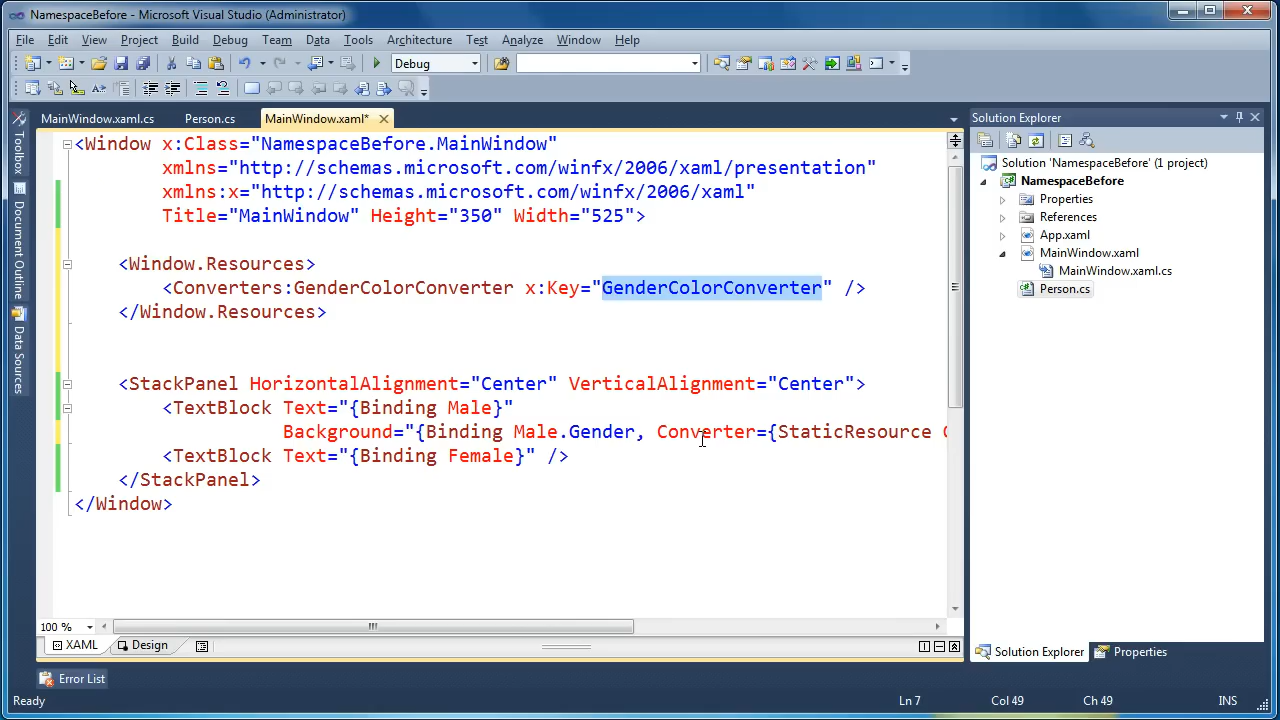 NamespaceBefore - Microsoft Visual Studio (Administrator)
File Edit View Project Build Debug Team Data Tools Architecture Test Analyze Window Help
Debug
MainWindow.xaml.cs Person.cs MainWindow.xaml*
Toolbox
Document Outline
Data Sources
<Window x:Class="NamespaceBefore.MainWindow"
xmlns="http://schemas.microsoft.com/winfx/2006/xaml/presentation"
xmlns:x="http://schemas.microsoft.com/winfx/2006/xaml"
Title="MainWindow" Height="350" Width="525">
<Window.Resources>
<Converters:GenderColorConverter x:Key="GenderColorConverter" />
</Window.Resources>
<StackPanel HorizontalAlignment="Center" VerticalAlignment="Center">
<TextBlock Text="{Binding Male}"
Background="{Binding Male.Gender, Converter={StaticResource
<TextBlock Text="{Binding Female}" />
</StackPanel>
</Window>
100 %
XAML Design
Solution Explorer
Solution 'NamespaceBefore' (1 project)
NamespaceBefore
Properties
References
App.xaml
MainWindow.xaml
MainWindow.xaml.cs
Person.cs
Solution Explorer Properties
Error List
Ready Ln 7 Col 49 Ch 49 INS